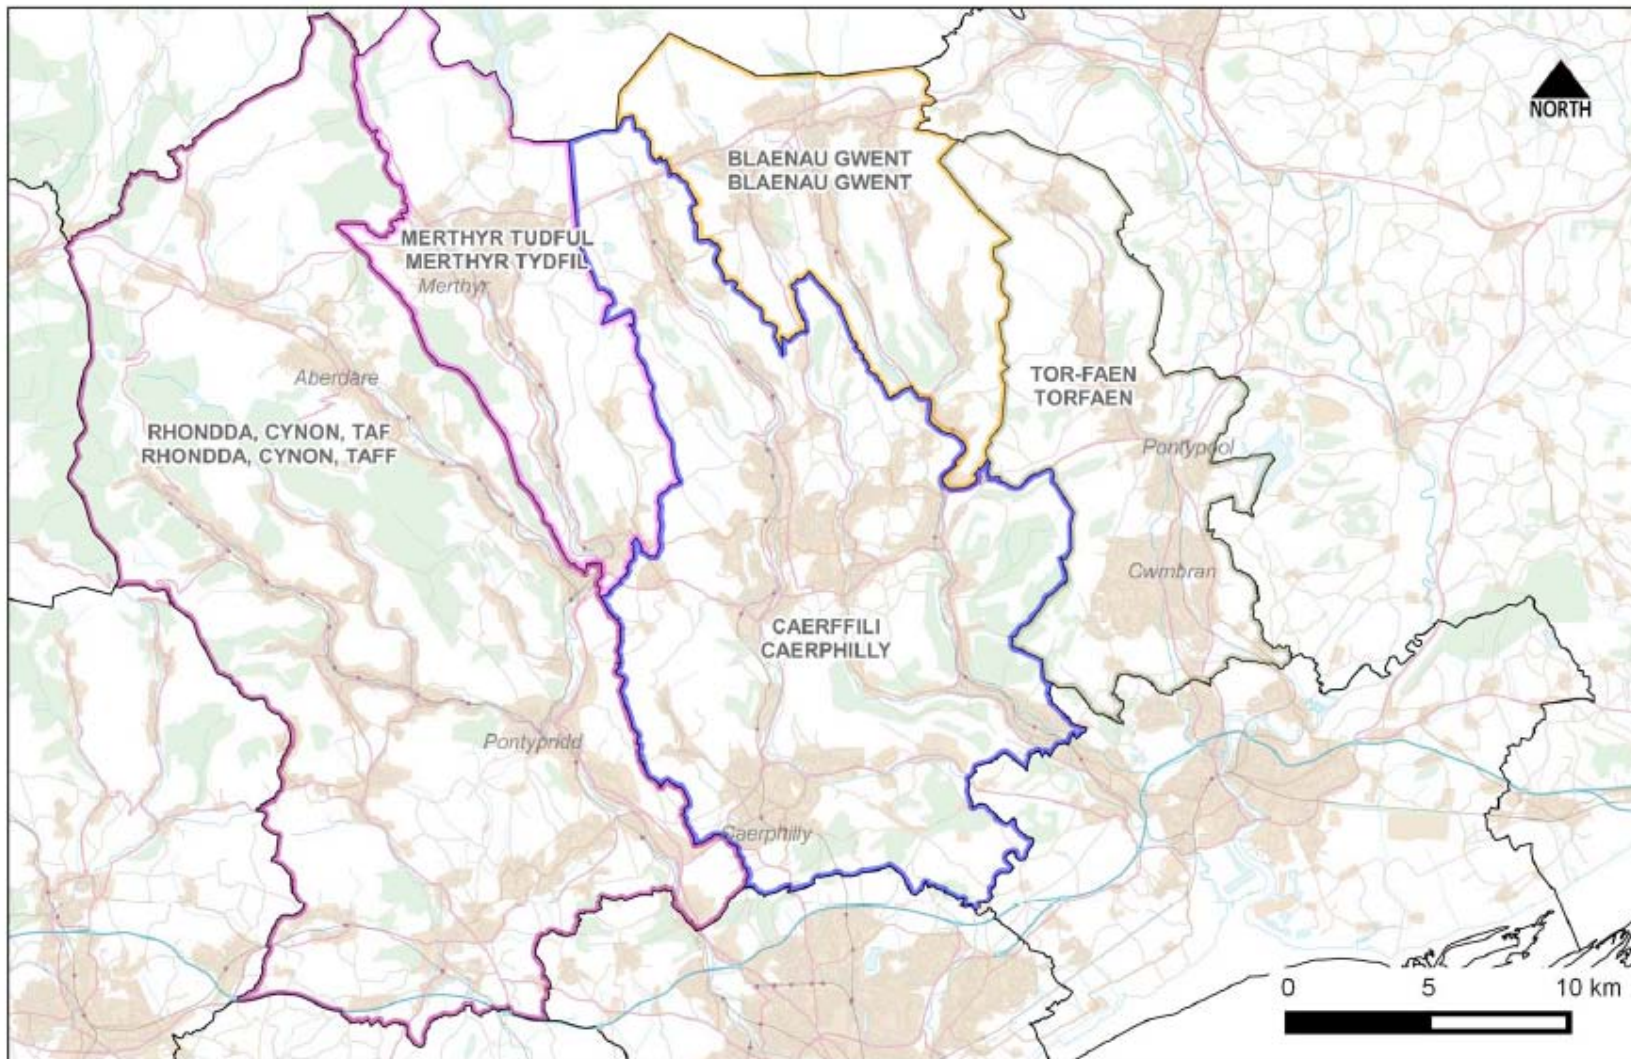 NORTH
BLAENAU GWENT
BLAENAU GWENT
MERTHYR TUDFUL
MERTHYR TYDFIL
Merthyr
TOR-FAEN
TORFAEN
Aberdare
RHONDDA, CYNON, TAF
RHONDDA, CYNON, TAFF
Pontypool
Cwmbran
CAERFFILI
CAERPHILLY
Pontypridd
Caerphilly
0 5 10 km